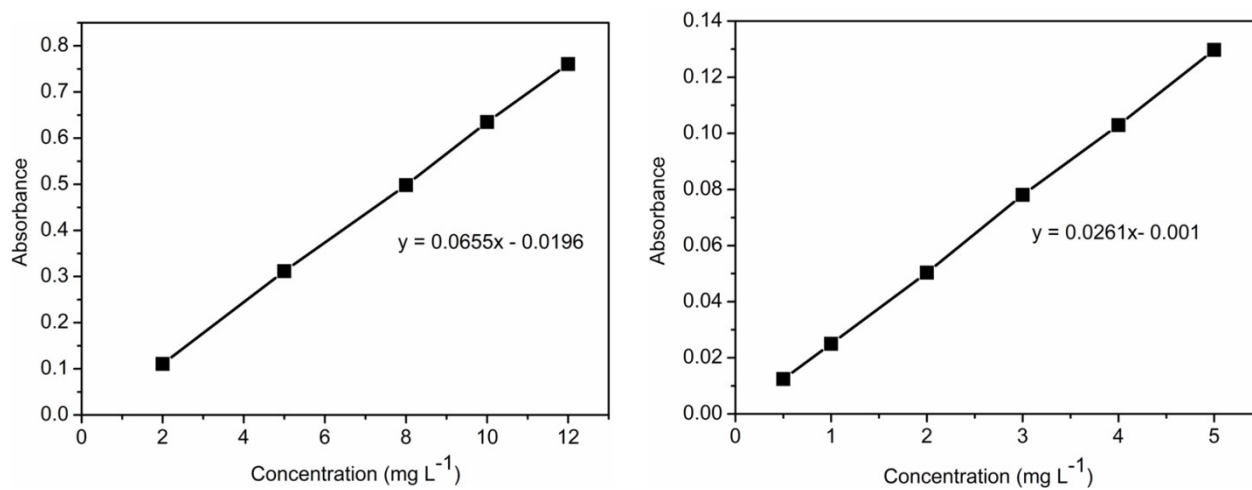 0.8
0.7
0.6
0.5
0.4
0.3
0.2
0.1
0.0
Absorbance
y = 0.0655x - 0.0196
0 2 4 6 8 10 12
Concentration (mg L⁻¹)
0.14
0.12
0.10
0.08
0.06
0.04
0.02
0.00
Absorbance
y = 0.0261x- 0.001
0 1 2 3 4 5
Concentration (mg L⁻¹)